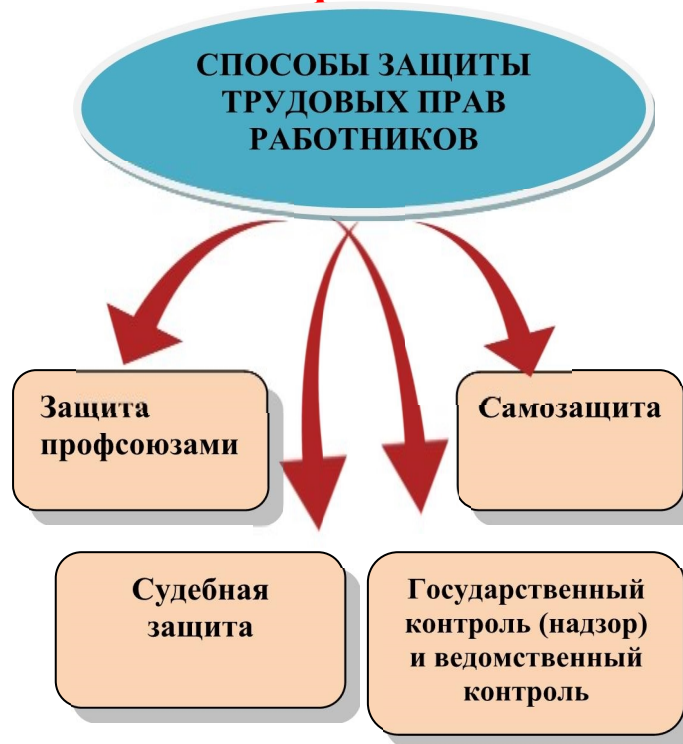 СПОСОБЫ ЗАЩИТЫ
ТРУДОВЫХ ПРАВ
РАБОТНИКОВ
Защита
профсоюзами
Самозащита
Судебная
защита
Государственный
контроль (надзор)
и ведомственный
контроль